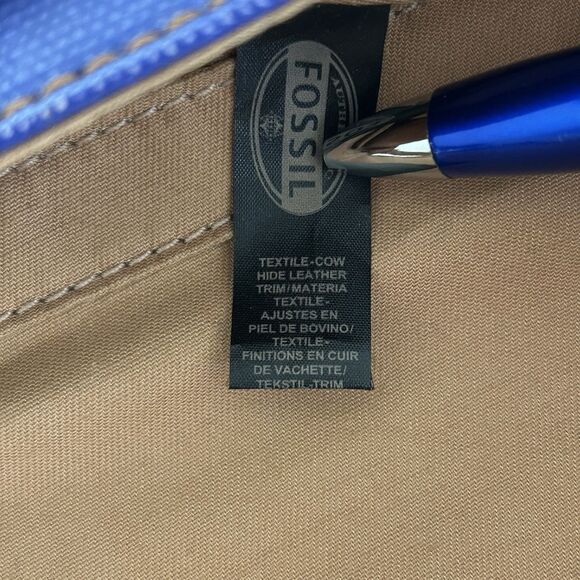 FOSSIL
TEXTILE-COW
HIDE LEATHER
TRIM/MATERIA
TEXTILE-
AJUSTES EN
PIEL DE BOVINO/
TEXTILE-
FINITIONS EN CUIR
DE VACHETTE/
TEKSTIL-TRIM